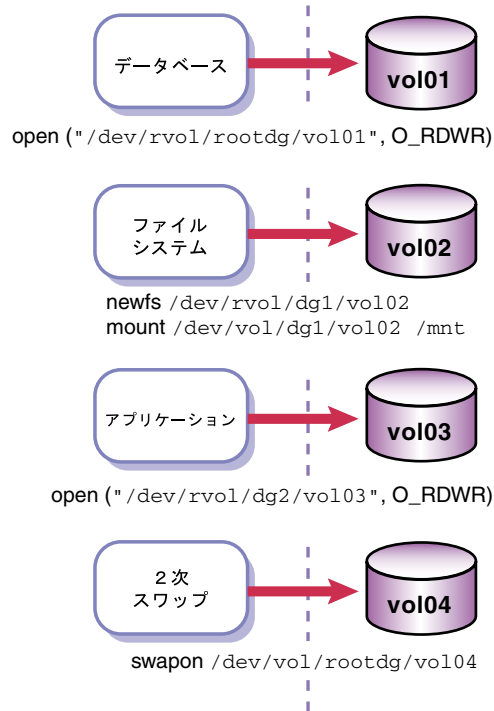 データベース
vol01
open ("/dev/rvol/rootdg/vol01", O_RDWR)
ファイル
システム
vol02
newfs /dev/rvol/dg1/vol02
mount /dev/vol/dg1/vol02 /mnt
アプリケーション
vol03
open ("/dev/rvol/dg2/vol03", O_RDWR)
２次
スワップ
vol04
swapon /dev/vol/rootdg/vol04